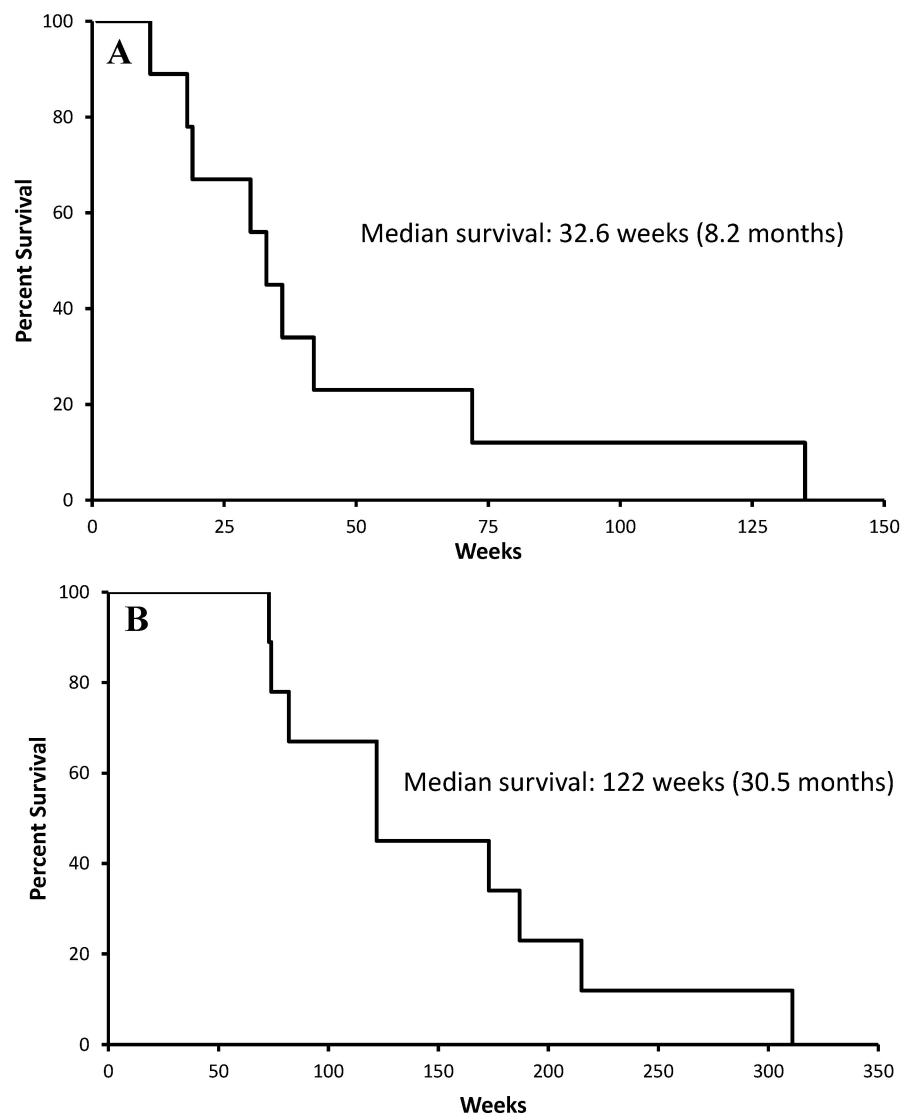 100
A
80
60
Median survival: 32.6 weeks (8.2 months)
Percent Survival
40
20
0
0 25 50 75 100 125 150
Weeks
100
B
80
60
Median survival: 122 weeks (30.5 months)
Percent Survival
40
20
0
0 50 100 150 200 250 300 350
Weeks